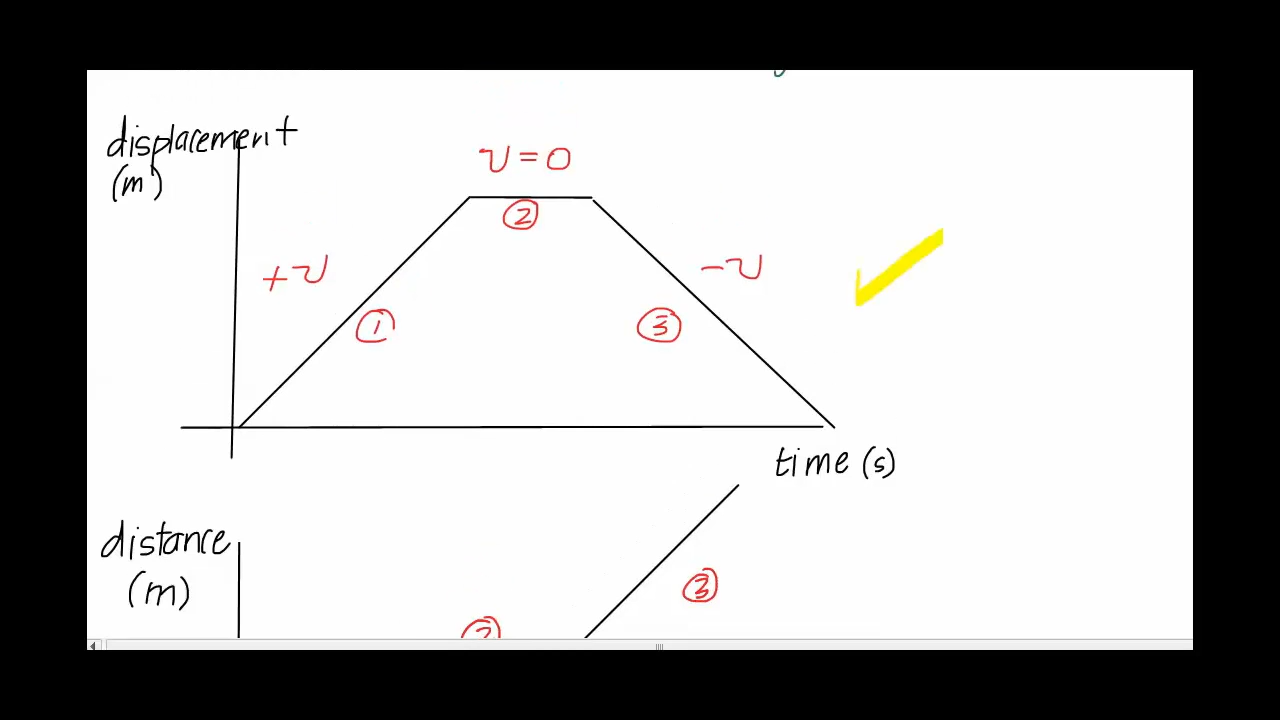 displacement
(m)
v = 0
②
+v
-v
①
③
time (s)
distance
(m)
③